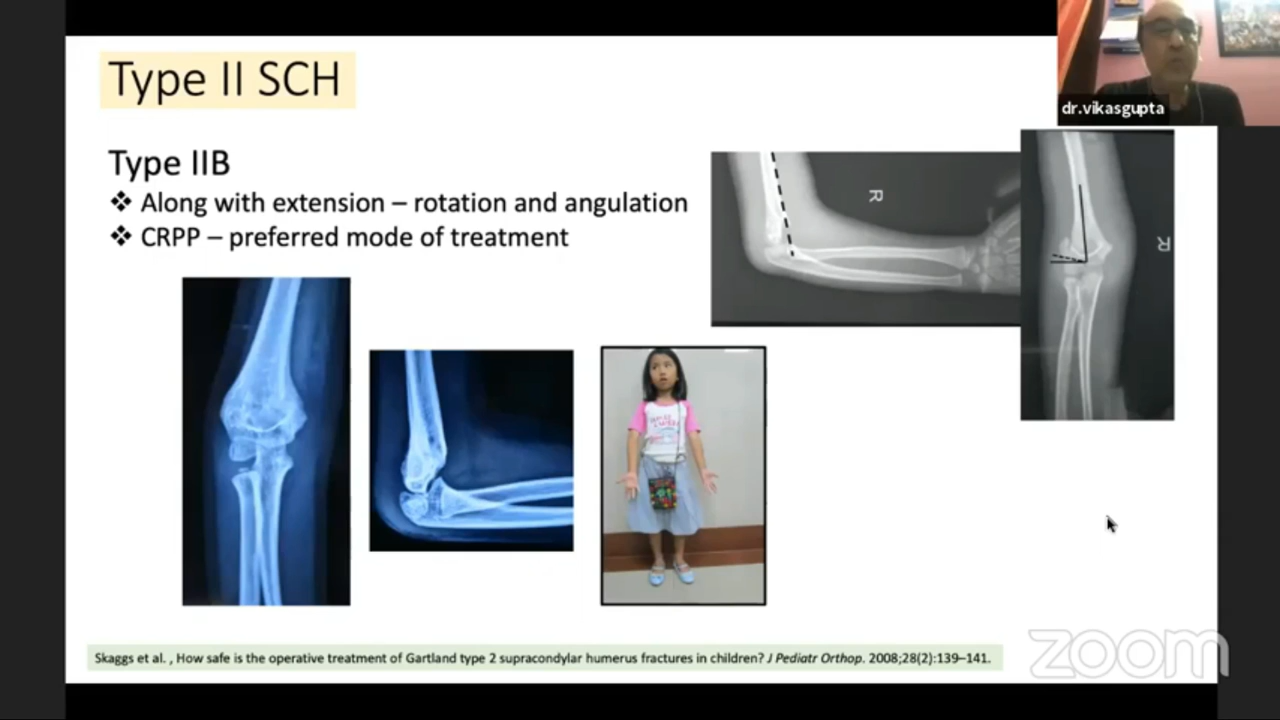 Type II SCH
dr.vikasgupta
Type IIB
❖ Along with extension – rotation and angulation
❖ CRPP – preferred mode of treatment
R
R
Skaggs et al. , How safe is the operative treatment of Gartland type 2 supracondylar humerus fractures in children? J Pediatr Orthop. 2008;28(2):139–141.
zoom